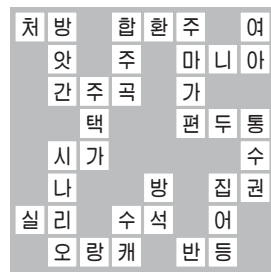 처방 합환주 여
앗 주 마니아
간주곡 가
택 편두통
시가 수
나 방 집권
실리 수석 어
오랑캐 반등